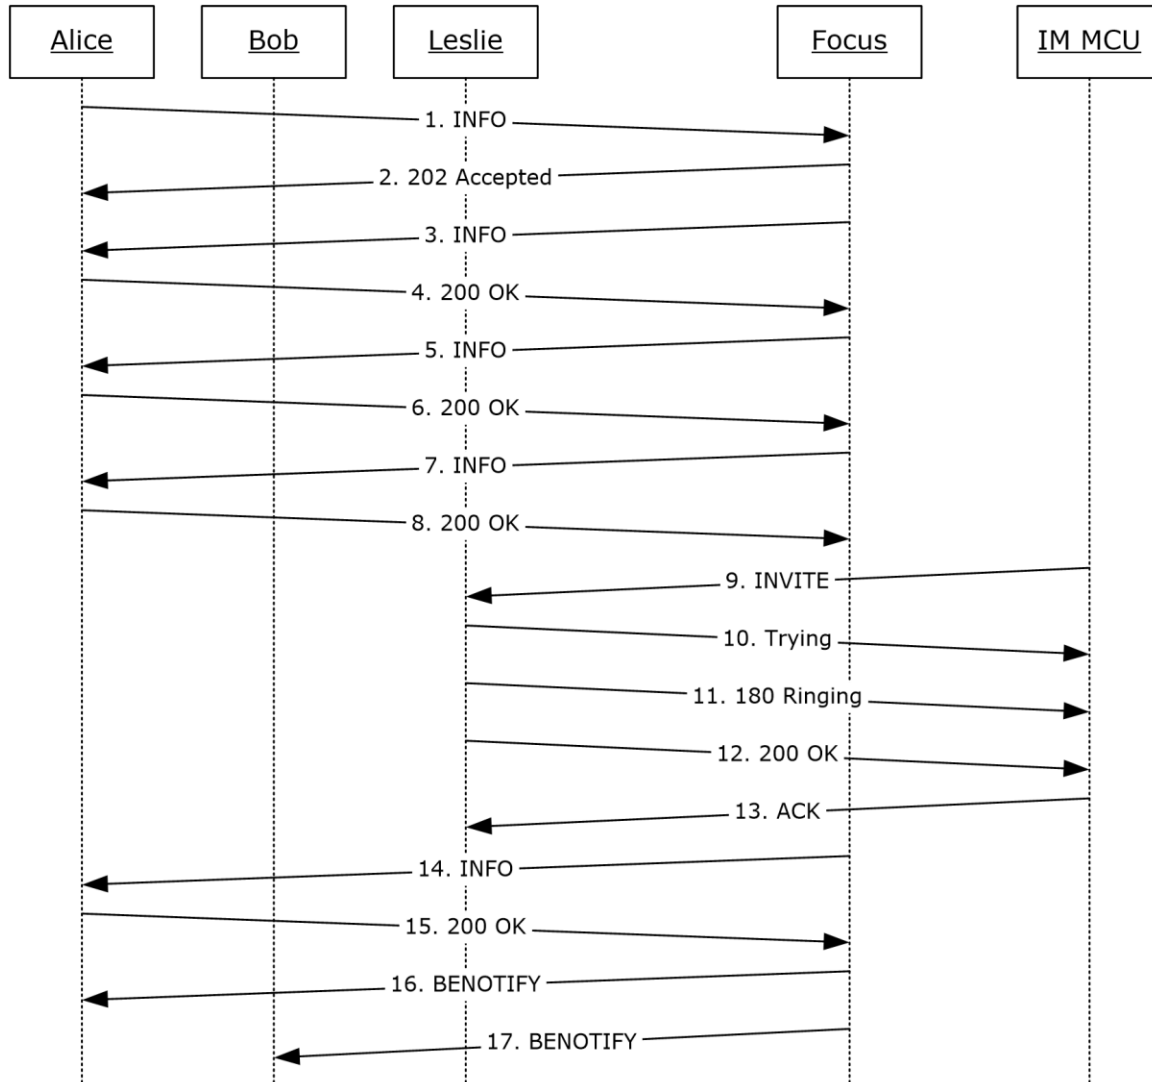 Alice
Bob
Leslie
Focus
IM MCU
1. INFO
2. 202 Accepted
3. INFO
4. 200 OK
5. INFO
6. 200 OK
7. INFO
8. 200 OK
9. INVITE
10. Trying
11. 180 Ringing
12. 200 OK
13. ACK
14. INFO
15. 200 OK
16. BENOTIFY
17. BENOTIFY